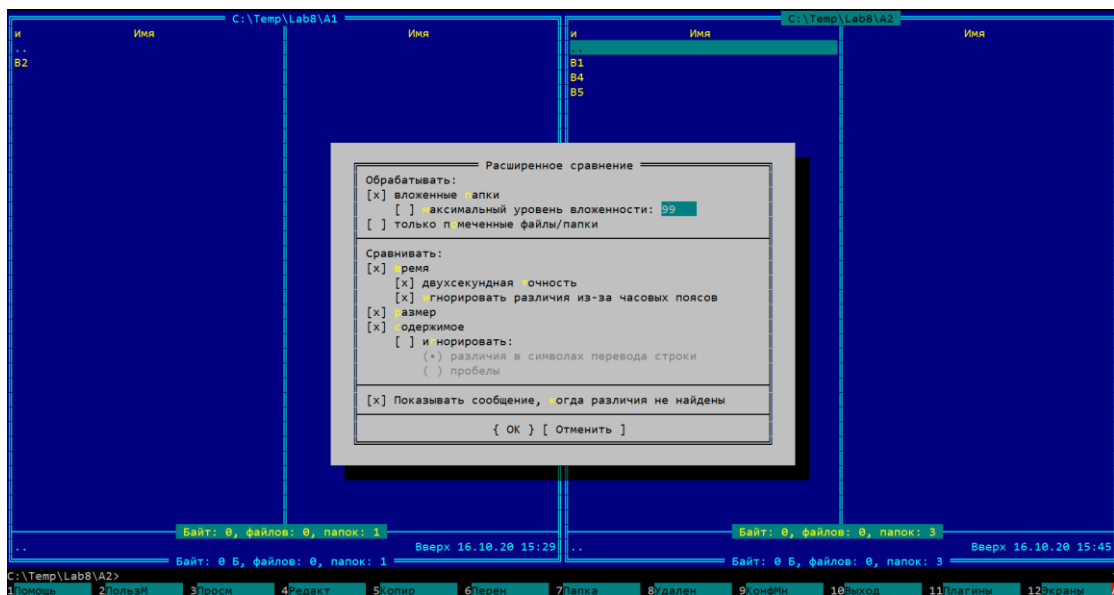 C:\Temp\Lab8\A1 C:\Temp\Lab8\A2
и Имя Имя и Имя Имя
.. ..
B2 B1
B4
B5
Расширенное сравнение
Обрабатывать:
[x] вложенные папки
[ ] максимальный уровень вложенности: 99
[ ] только помеченные файлы/папки
Сравнивать:
[x] время
[x] двухсекундная точность
[x] игнорировать различия из-за часовых поясов
[x] размер
[x] содержимое
[ ] игнорировать:
(•) различия в символах перевода строки
( ) пробелы
[x] Показывать сообщение, когда различия не найдены
{ OK } [ Отменить ]
Байт: 0, файлов: 0, папок: 1 Байт: 0, файлов: 0, папок: 3
.. Вверх 16.10.20 15:29 .. Вверх 16.10.20 15:45
Байт: 0 Б, файлов: 0, папок: 1 Байт: 0 Б, файлов: 0, папок: 3
C:\Temp\Lab8\A2>
1Помощь 2ПользМ 3Просм 4Редакт 5Копир 6Перен 7Папка 8Удален 9КонфМн 10Выход 11Плагины 12Экраны